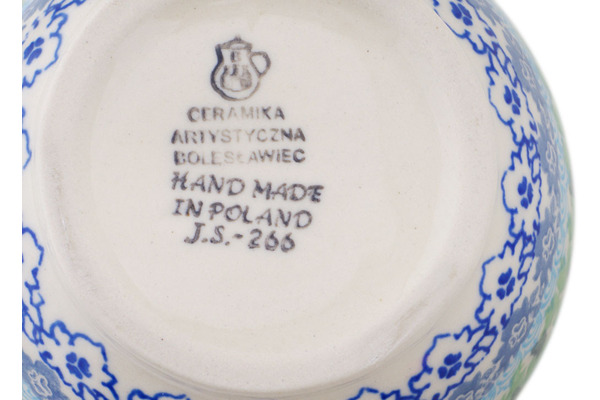 CERAMIKA
ARTYSTYCZNA
BOLESŁAWIEC
HAND MADE
IN POLAND
J.S.-266